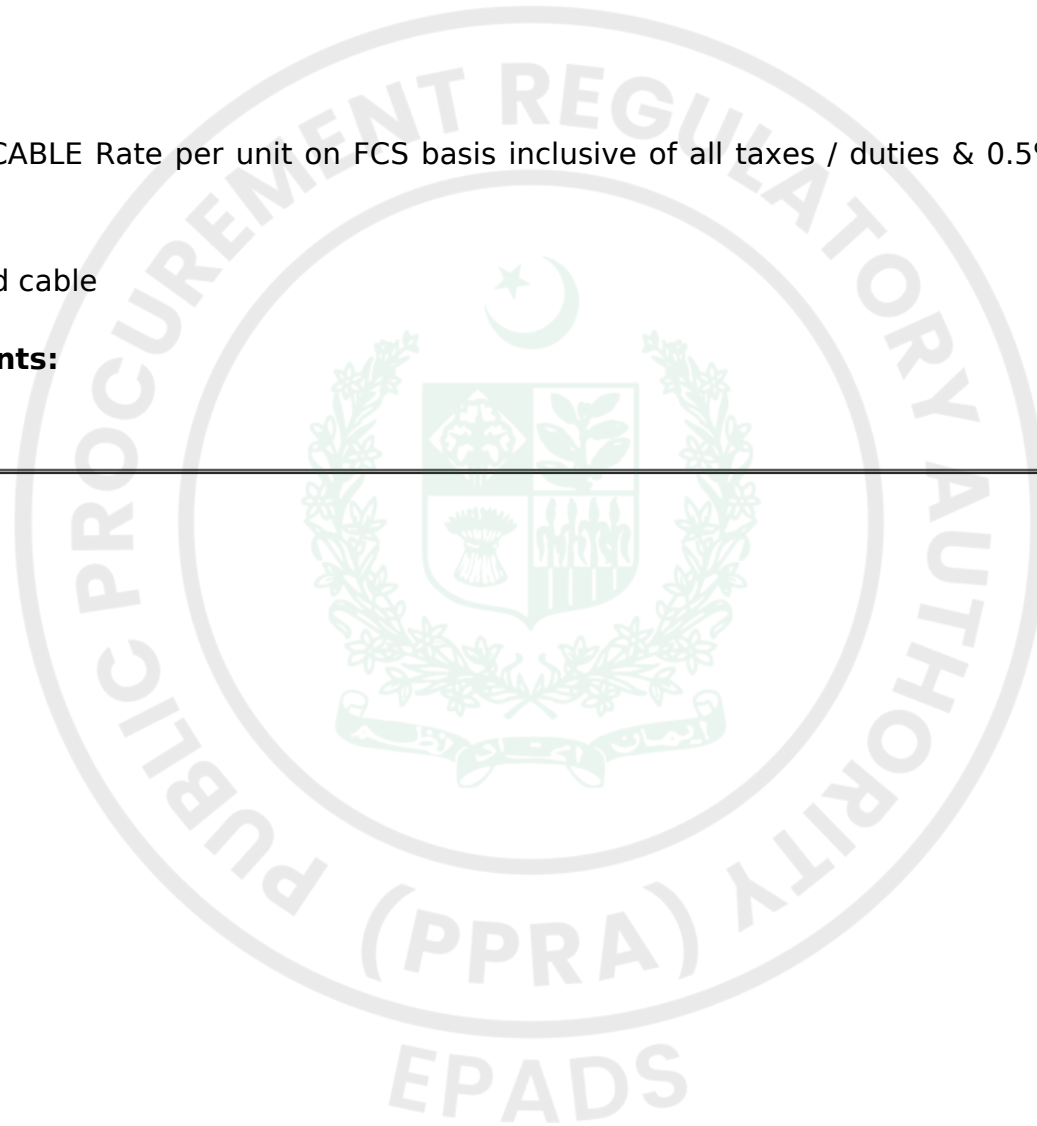 PUBLIC PROCUREMENT REGULATORY AUTHORITY
CABLE Rate per unit on FCS basis inclusive of all taxes / duties & 0.5%
d cable
nts:
(PPRA)
EPADS